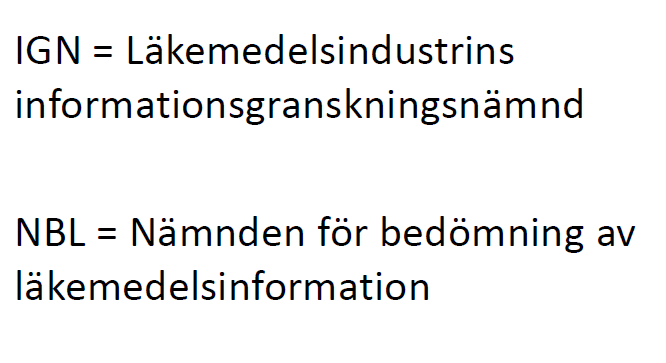 IGN = Läkemedelsindustrins
informationsgranskningsnämnd
NBL = Nämnden för bedömning av
läkemedelsinformation